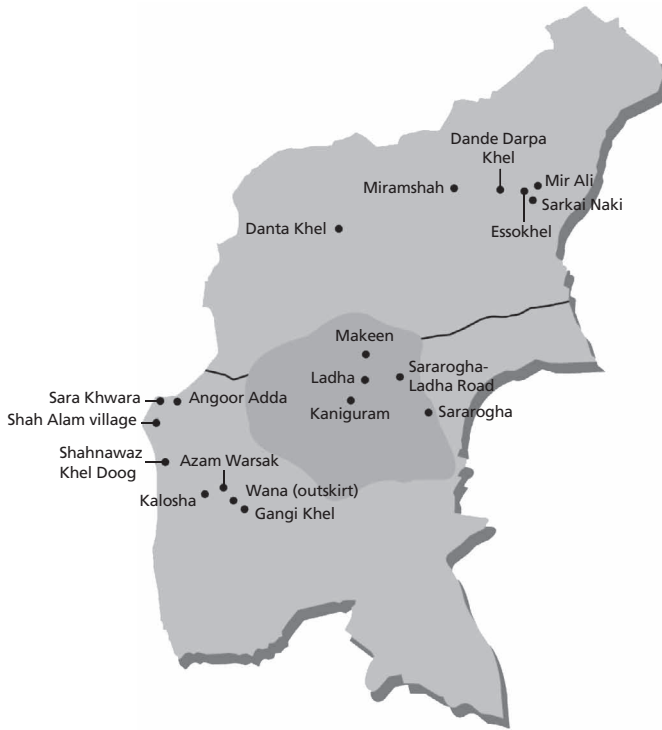 Dande Darpa
Khel
Mir Ali
Miramshah
Sarkai Naki
Essokhel
Danta Khel
Makeen
Sararogha-
Ladha Road
Ladha
Sara Khwara
Angoor Adda
Kaniguram
Sararogha
Shah Alam village
Shahnawaz
Khel Doog
Azam Warsak
Wana (outskirt)
Kalosha
Gangi Khel